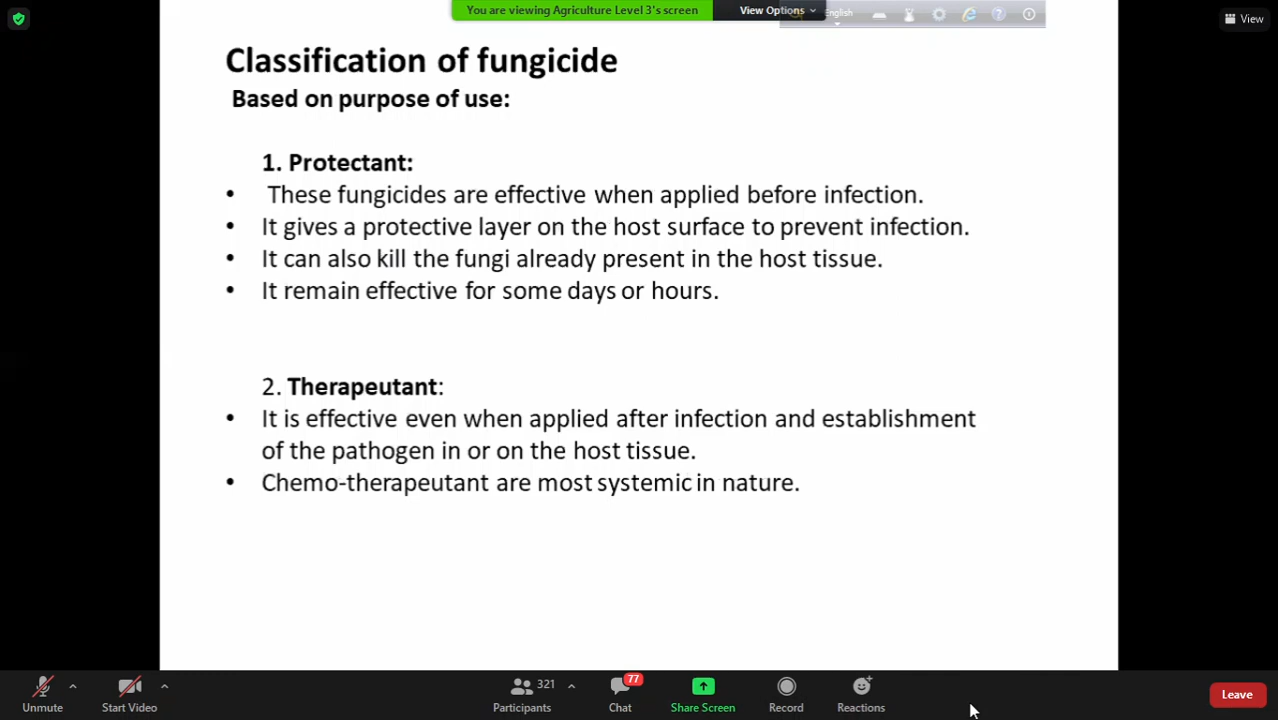 You are viewing Agriculture Level 3's screen
View Options
English
View
Classification of fungicide
Based on purpose of use:
1. Protectant:
• These fungicides are effective when applied before infection.
• It gives a protective layer on the host surface to prevent infection.
• It can also kill the fungi already present in the host tissue.
• It remain effective for some days or hours.
2. Therapeutant:
• It is effective even when applied after infection and establishment
of the pathogen in or on the host tissue.
• Chemo-therapeutant are most systemic in nature.
321
77
Unmute
Start Video
Participants
Chat
Share Screen
Record
Reactions
Leave